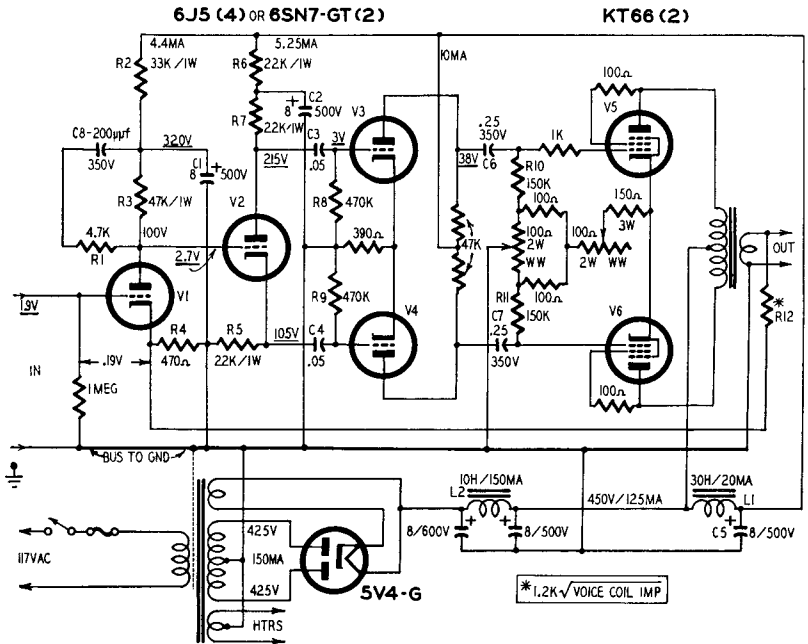 6J5 (4) OR 6SN7-GT (2)
KT66 (2)
4.4MA
R2
33K/1W
5.25MA
R6
22K/1W
R7
22K/1W
C2
8
+
500V
V3
10MA
100Ω
V5
C8-200µµf
350V
320V
C1
8
+
500V
C3
.05
3V
215V
.25
350V
38V
C6
1K
R3
47K/1W
V2
R8
470K
R10
150K
100Ω
150Ω
3W
4.7K
R1
100V
2.7V
390Ω
47K
100Ω
2W
WW
100Ω
2W
WW
OUT
V1
R9
470K
V4
R11
150K
100Ω
V6
*
R12
1.9V
R4
470Ω
R5
22K/1W
105V
C4
.05
C7
.25
350V
.19V
IN
1MEG
100Ω
BUS TO GND
10H/150MA
L2
450V/125MA
30H/20MA
L1
117VAC
425V
150MA
425V
5V4-G
8/600V
+
+
8/500V
C5
+
8/500V
HTRS
*1.2K√VOICE COIL IMP